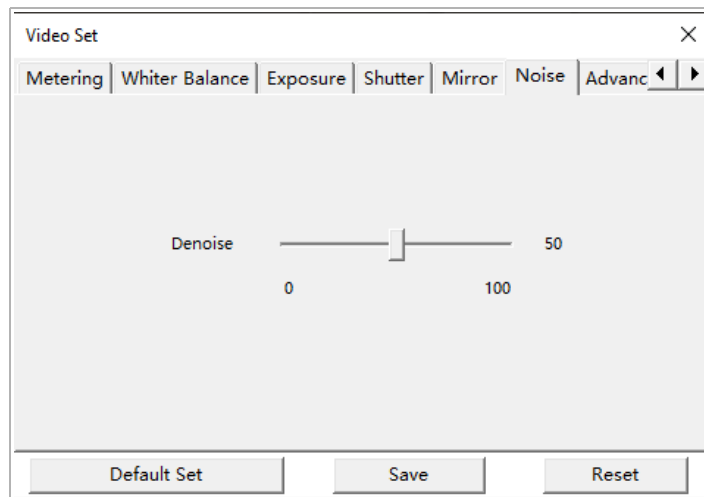 Video Set
Metering Whiter Balance Exposure Shutter Mirror Noise Advanc
Denoise 50
0 100
Default Set Save Reset